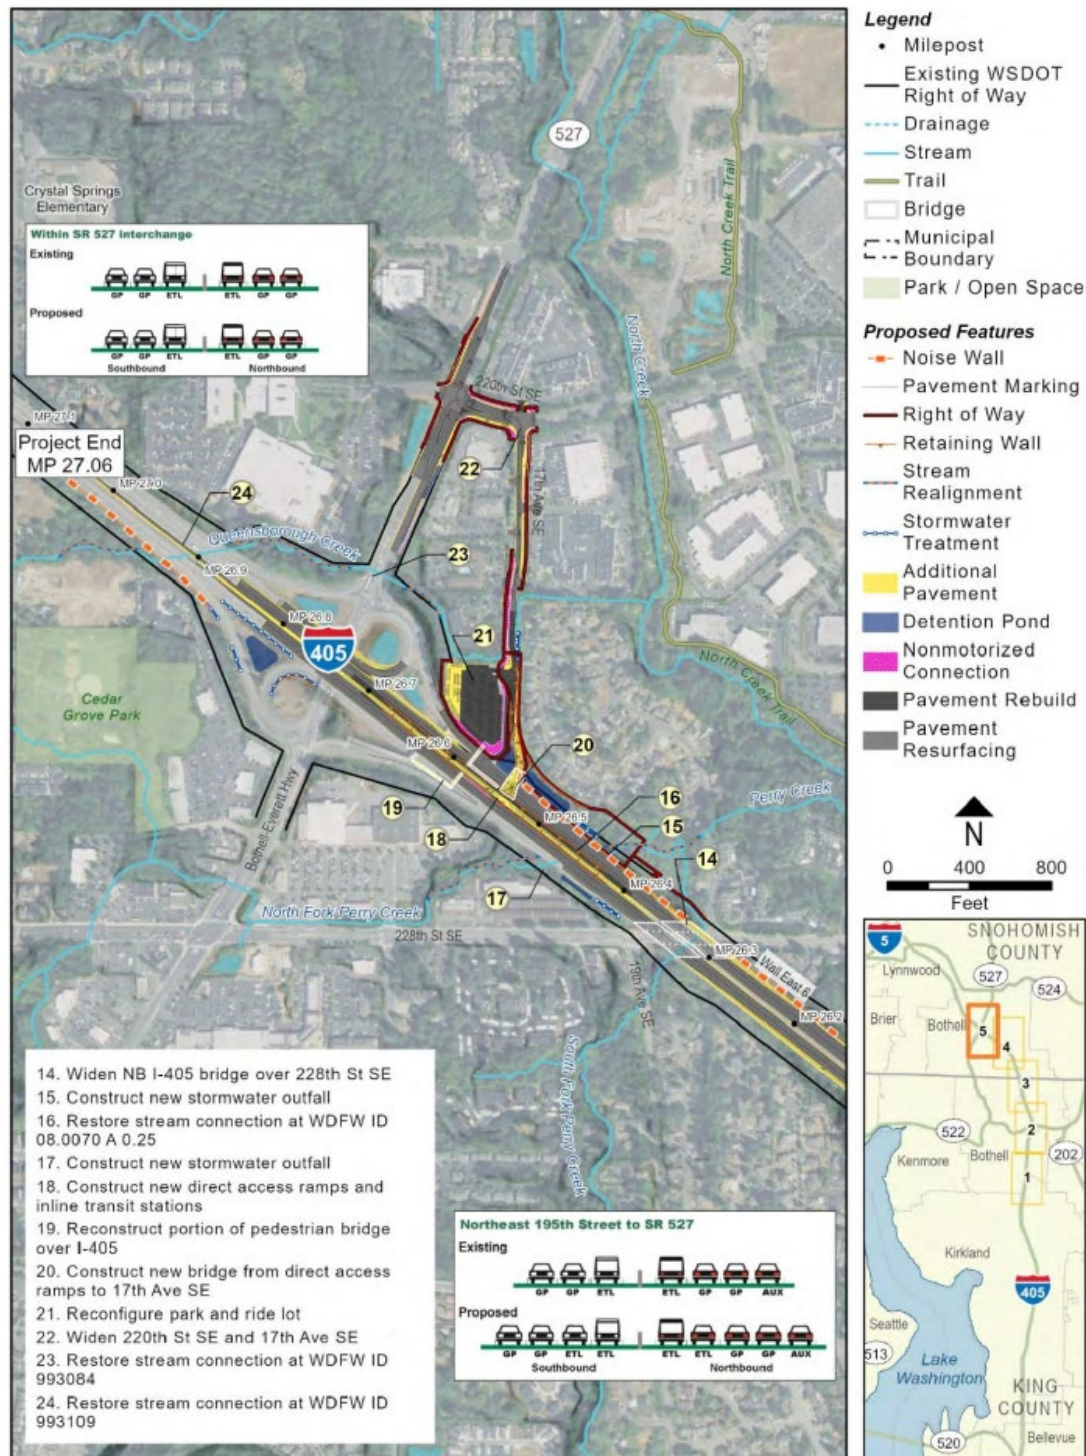 527
Crystal Springs
Elementary
Within SR 527 interchange
Existing
GP GP ETL ETL GP GP
Proposed
GP GP ETL ETL GP GP
Southbound Northbound
North Creek Trail
North Creek
220th St SE
MP 27.1
Project End
MP 27.06
MP 27.0
24
22
17th Ave SE
Queensborough Creek
23
MP 26.9
MP 26.8
405
21
MP 26.7
North Creek Trail
Cedar
Grove Park
MP 26.6
20
19
16
Perry Creek
18
MP 26.5
15
14
Bothell-Everett Hwy
17
MP 26.4
North Fork Perry Creek
228th St SE
MP 26.3
19th Ave SE
Wall East 6
MP 26.2
South Fork Perry Creek
14. Widen NB I-405 bridge over 228th St SE
15. Construct new stormwater outfall
16. Restore stream connection at WDFW ID
08.0070 A 0.25
17. Construct new stormwater outfall
18. Construct new direct access ramps and
inline transit stations
19. Reconstruct portion of pedestrian bridge
over I-405
20. Construct new bridge from direct access
ramps to 17th Ave SE
21. Reconfigure park and ride lot
22. Widen 220th St SE and 17th Ave SE
23. Restore stream connection at WDFW ID
993084
24. Restore stream connection at WDFW ID
993109
Northeast 195th Street to SR 527
Existing
GP GP ETL ETL GP GP AUX
Proposed
GP GP ETL ETL ETL ETL GP GP AUX
Southbound Northbound
Legend
Milepost
Existing WSDOT
Right of Way
Drainage
Stream
Trail
Bridge
Municipal
Boundary
Park / Open Space
Proposed Features
Noise Wall
Pavement Marking
Right of Way
Retaining Wall
Stream
Realignment
Stormwater
Treatment
Additional
Pavement
Detention Pond
Nonmotorized
Connection
Pavement Rebuild
Pavement
Resurfacing
N
0 400 800
Feet
5
SNOHOMISH
COUNTY
Lynnwood
527
524
Brier
Bothell
5
4
3
522
2
Kenmore
Bothell
202
1
Kirkland
405
Seattle
513
Lake
Washington
KING
COUNTY
520
Bellevue